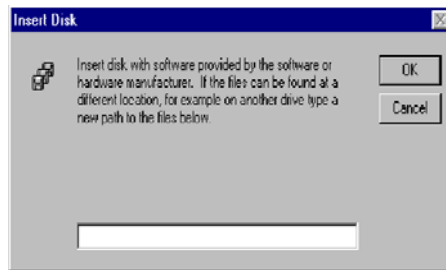 Insert Disk
Insert disk with software provided by the software or
hardware manufacturer. If the files can be found at a
different location, for example on another drive type a
new path to the files below.
OK
Cancel